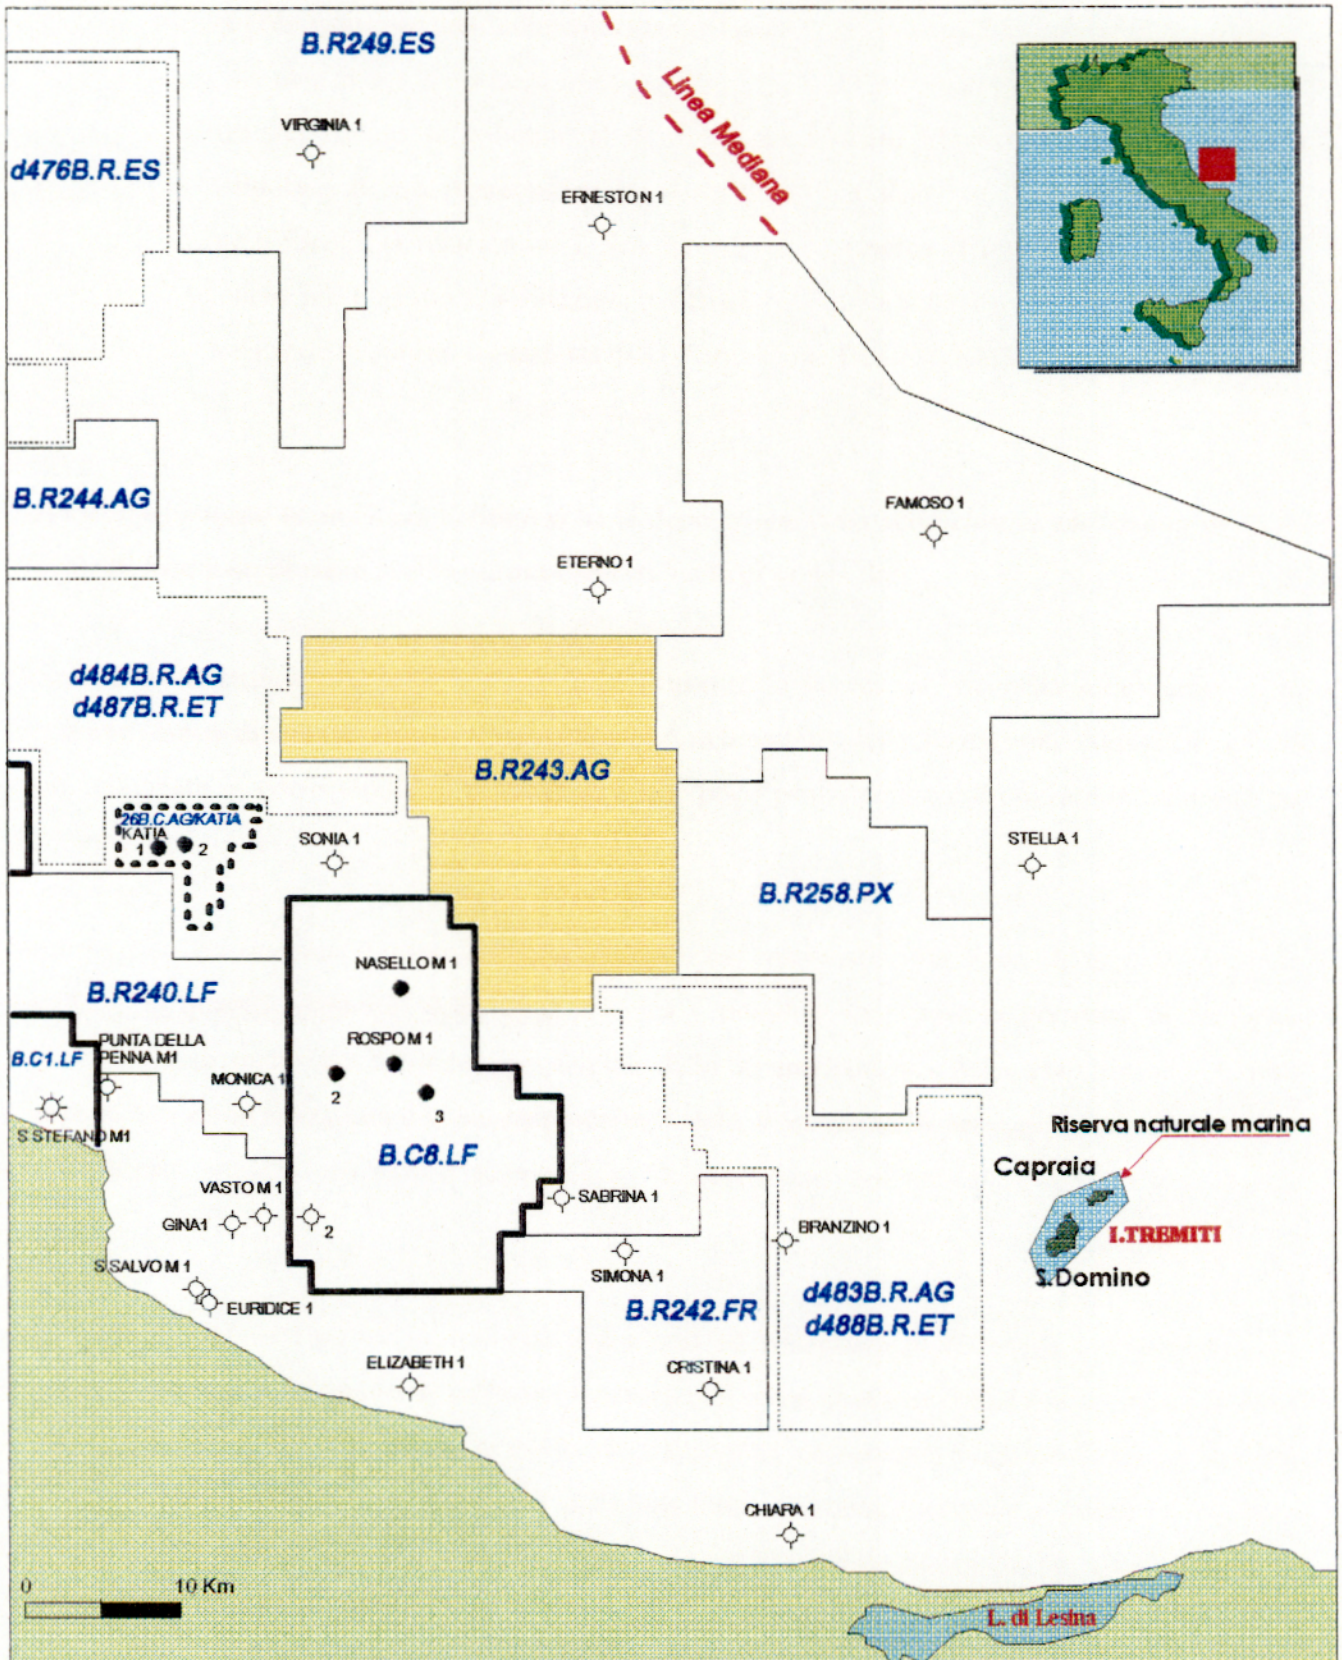 B.R249.ES
Linea Mediana
VIRGINIA 1
d476B.R.ES
ERNESTO N 1
B.R244.AG
FAMOSO 1
ETERNO 1
d484B.R.AG
d487B.R.ET
B.R243.AG
26B.C.AG/KATIA
KATIA
1
2
SONIA 1
STELLA 1
B.R258.PX
NASELLO M 1
B.R240.LF
ROSPO M 1
2
3
B.C1.LF
PUNTA DELLA
PENNA M1
MONICA 1
S STEFANO M1
B.C8.LF
Riserva naturale marina
Capraia
I.TREMITI
S.Domino
VASTO M 1
GINA1
2
SABRINA 1
BRANZINO 1
SIMONA 1
S SALVO M 1
EURIDICE 1
B.R242.FR
d483B.R.AG
d488B.R.ET
ELIZABETH 1
CRISTINA 1
CHIARA 1
0
10 Km
L. di Lesina